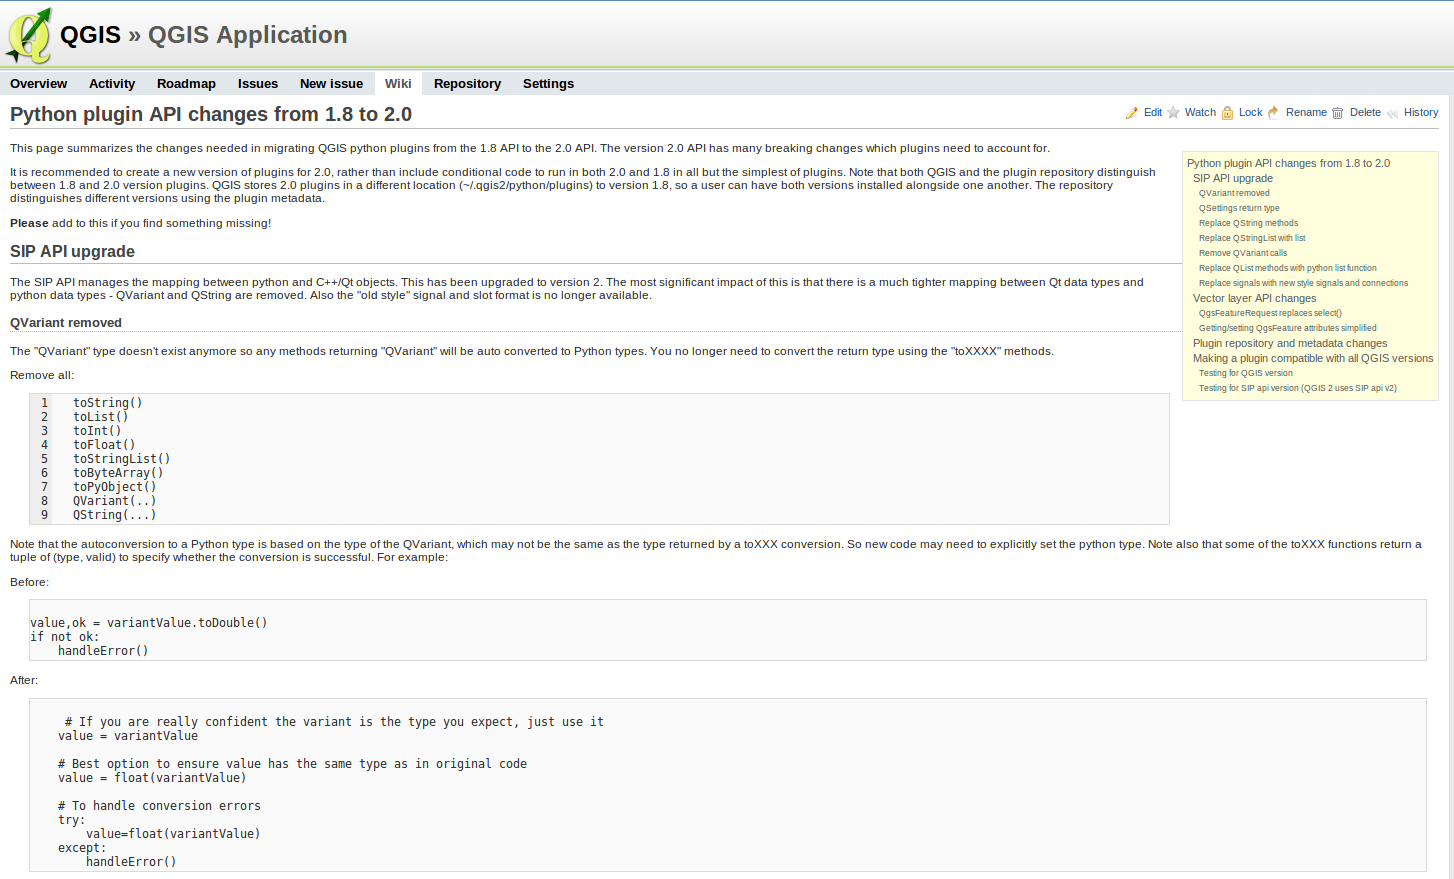 QGIS » QGIS Application
Overview Activity Roadmap Issues New issue Wiki Repository Settings
Python plugin API changes from 1.8 to 2.0
Edit Watch Lock Rename Delete History
This page summarizes the changes needed in migrating QGIS python plugins from the 1.8 API to the 2.0 API. The version 2.0 API has many breaking changes which plugins need to account for.
It is recommended to create a new version of plugins for 2.0, rather than include conditional code to run in both 2.0 and 1.8 in all but the simplest of plugins. Note that both QGIS and the plugin repository distinguish
between 1.8 and 2.0 version plugins. QGIS stores 2.0 plugins in a different location (~/.qgis2/python/plugins) to version 1.8, so a user can have both versions installed alongside one another. The repository
distinguishes different versions using the plugin metadata.
Please add to this if you find something missing!
Python plugin API changes from 1.8 to 2.0
SIP API upgrade
QVariant removed
QSettings return type
Replace QString methods
Replace QStringList with list
Remove QVariant calls
Replace QList methods with python list function
Replace signals with new style signals and connections
Vector layer API changes
QgsFeatureRequest replaces select()
Getting/setting QgsFeature attributes simplified
Plugin repository and metadata changes
Making a plugin compatible with all QGIS versions
Testing for QGIS version
Testing for SIP api version (QGIS 2 uses SIP api v2)
SIP API upgrade
The SIP API manages the mapping between python and C++/Qt objects. This has been upgraded to version 2. The most significant impact of this is that there is a much tighter mapping between Qt data types and
python data types - QVariant and QString are removed. Also the "old style" signal and slot format is no longer available.
QVariant removed
The "QVariant" type doesn't exist anymore so any methods returning "QVariant" will be auto converted to Python types. You no longer need to convert the return type using the "toXXXX" methods.
Remove all:
1 toString()
2 toList()
3 toInt()
4 toFloat()
5 toStringList()
6 toByteArray()
7 toPyObject()
8 QVariant(..)
9 QString(...)
Note that the autoconversion to a Python type is based on the type of the QVariant, which may not be the same as the type returned by a toXXX conversion. So new code may need to explicitly set the python type. Note also that some of the toXXX functions return a
tuple of (type, valid) to specify whether the conversion is successful. For example:
Before:
value,ok = variantValue.toDouble()
if not ok:
    handleError()
After:
     # If you are really confident the variant is the type you expect, just use it
    value = variantValue
    # Best option to ensure value has the same type as in original code
    value = float(variantValue)
    # To handle conversion errors
    try:
        value=float(variantValue)
    except:
        handleError()